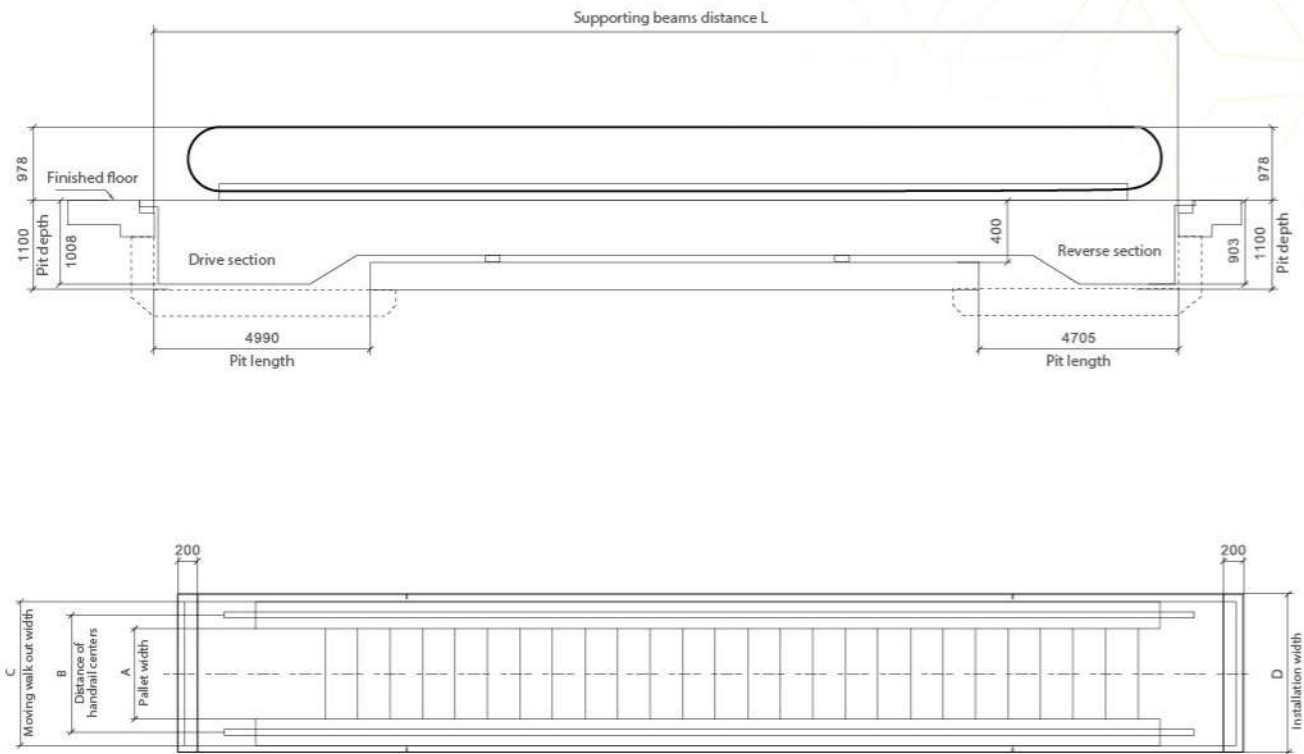 Supporting beams distance L
978
Finished floor
978
1100
Pit depth
1008
Drive section
400
Reverse section
903
1100
Pit depth
4990
Pit length
4705
Pit length
200
200
C
Moving walk out width
B
Distance of
handrail centers
A
Pallet width
D
Installation width